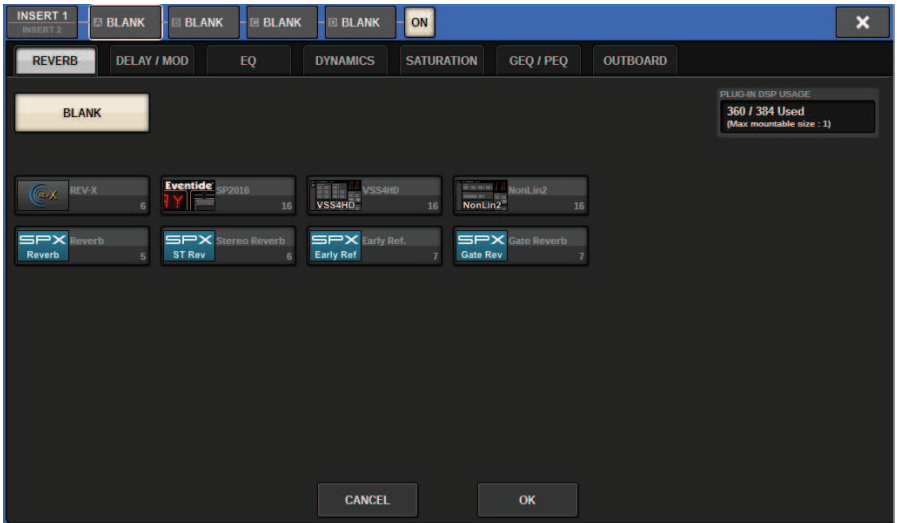 INSERT 1
INSERT 2
A BLANK
B BLANK
C BLANK
D BLANK
ON
REVERB
DELAY / MOD
EQ
DYNAMICS
SATURATION
GEQ / PEQ
OUTBOARD
BLANK
PLUG-IN DSP USAGE
360 / 384 Used
(Max mountable size : 1)
REV-X
REV-X
6
Eventide
SP2016
16
VSS4HD
VSS4HD
16
NonLin2
NonLin2
16
SPX
Reverb
Reverb
5
SPX
ST Rev
Stereo Reverb
6
SPX
Early Ref
Early Ref.
7
SPX
Gate Rev
Gate Reverb
7
CANCEL
OK